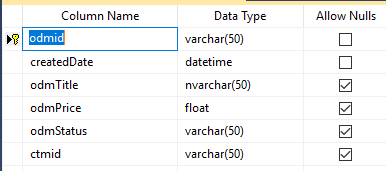 Column Name Data Type Allow Nulls
odmid varchar(50)
createdDate datetime
odmTitle nvarchar(50)
odmPrice float
odmStatus varchar(50)
ctmid varchar(50)